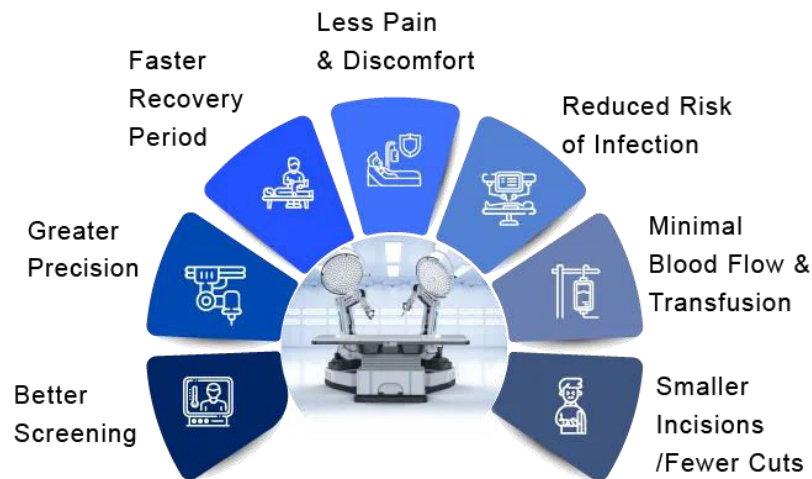 Better
Screening
Greater
Precision
Faster
Recovery
Period
Less Pain
& Discomfort
Reduced Risk
of Infection
Minimal
Blood Flow &
Transfusion
Smaller
Incisions
/Fewer Cuts